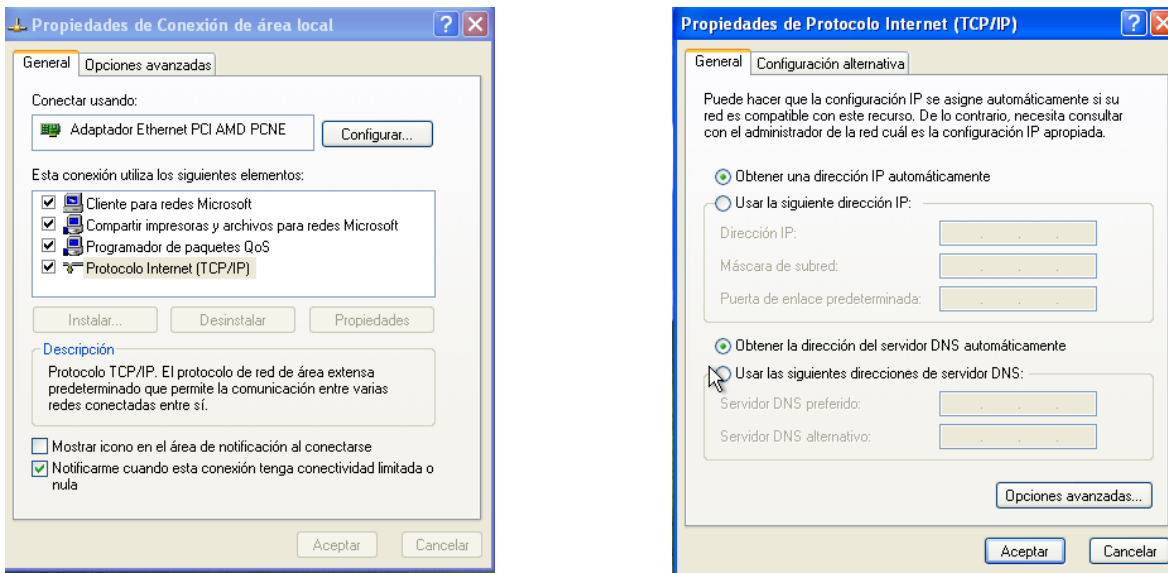 Propiedades de Conexión de área local
General
Opciones avanzadas
Conectar usando:
Adaptador Ethernet PCI AMD PCNE
Configurar...
Esta conexión utiliza los siguientes elementos:
Cliente para redes Microsoft
Compartir impresoras y archivos para redes Microsoft
Programador de paquetes QoS
Protocolo Internet (TCP/IP)
Instalar...
Desinstalar
Propiedades
Descripción
Protocolo TCP/IP. El protocolo de red de área extensa
predeterminado que permite la comunicación entre varias
redes conectadas entre sí.
Mostrar icono en el área de notificación al conectarse
Notificarme cuando esta conexión tenga conectividad limitada o
nula
Aceptar
Cancelar
Propiedades de Protocolo Internet (TCP/IP)
General
Configuración alternativa
Puede hacer que la configuración IP se asigne automáticamente si su
red es compatible con este recurso. De lo contrario, necesita consultar
con el administrador de la red cuál es la configuración IP apropiada.
Obtener una dirección IP automáticamente
Usar la siguiente dirección IP:
Dirección IP:
Máscara de subred:
Puerta de enlace predeterminada:
Obtener la dirección del servidor DNS automáticamente
Usar las siguientes direcciones de servidor DNS:
Servidor DNS preferido:
Servidor DNS alternativo:
Opciones avanzadas...
Aceptar
Cancelar